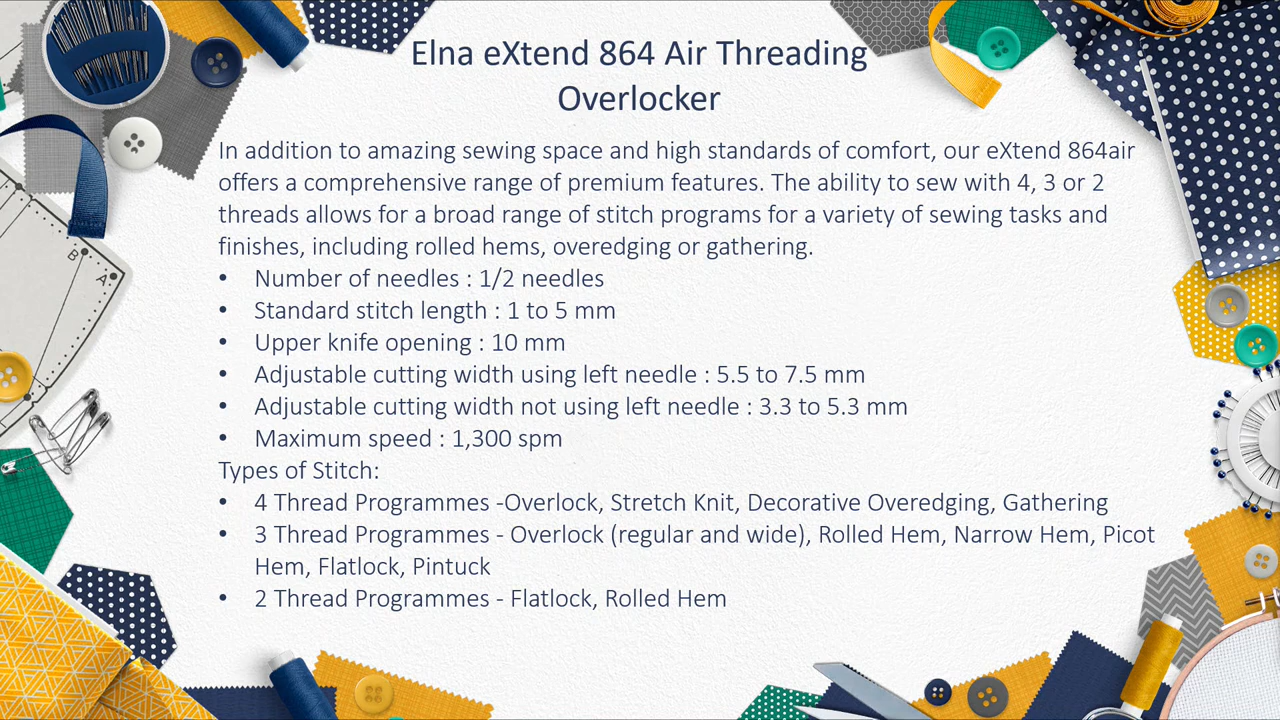 Elna eXtend 864 Air Threading
Overlocker
In addition to amazing sewing space and high standards of comfort, our eXtend 864air
offers a comprehensive range of premium features. The ability to sew with 4, 3 or 2
threads allows for a broad range of stitch programs for a variety of sewing tasks and
finishes, including rolled hems, overedging or gathering.
• Number of needles : 1/2 needles
• Standard stitch length : 1 to 5 mm
• Upper knife opening : 10 mm
• Adjustable cutting width using left needle : 5.5 to 7.5 mm
• Adjustable cutting width not using left needle : 3.3 to 5.3 mm
• Maximum speed : 1,300 spm
Types of Stitch:
• 4 Thread Programmes -Overlock, Stretch Knit, Decorative Overedging, Gathering
• 3 Thread Programmes - Overlock (regular and wide), Rolled Hem, Narrow Hem, Picot
Hem, Flatlock, Pintuck
• 2 Thread Programmes - Flatlock, Rolled Hem
B
A